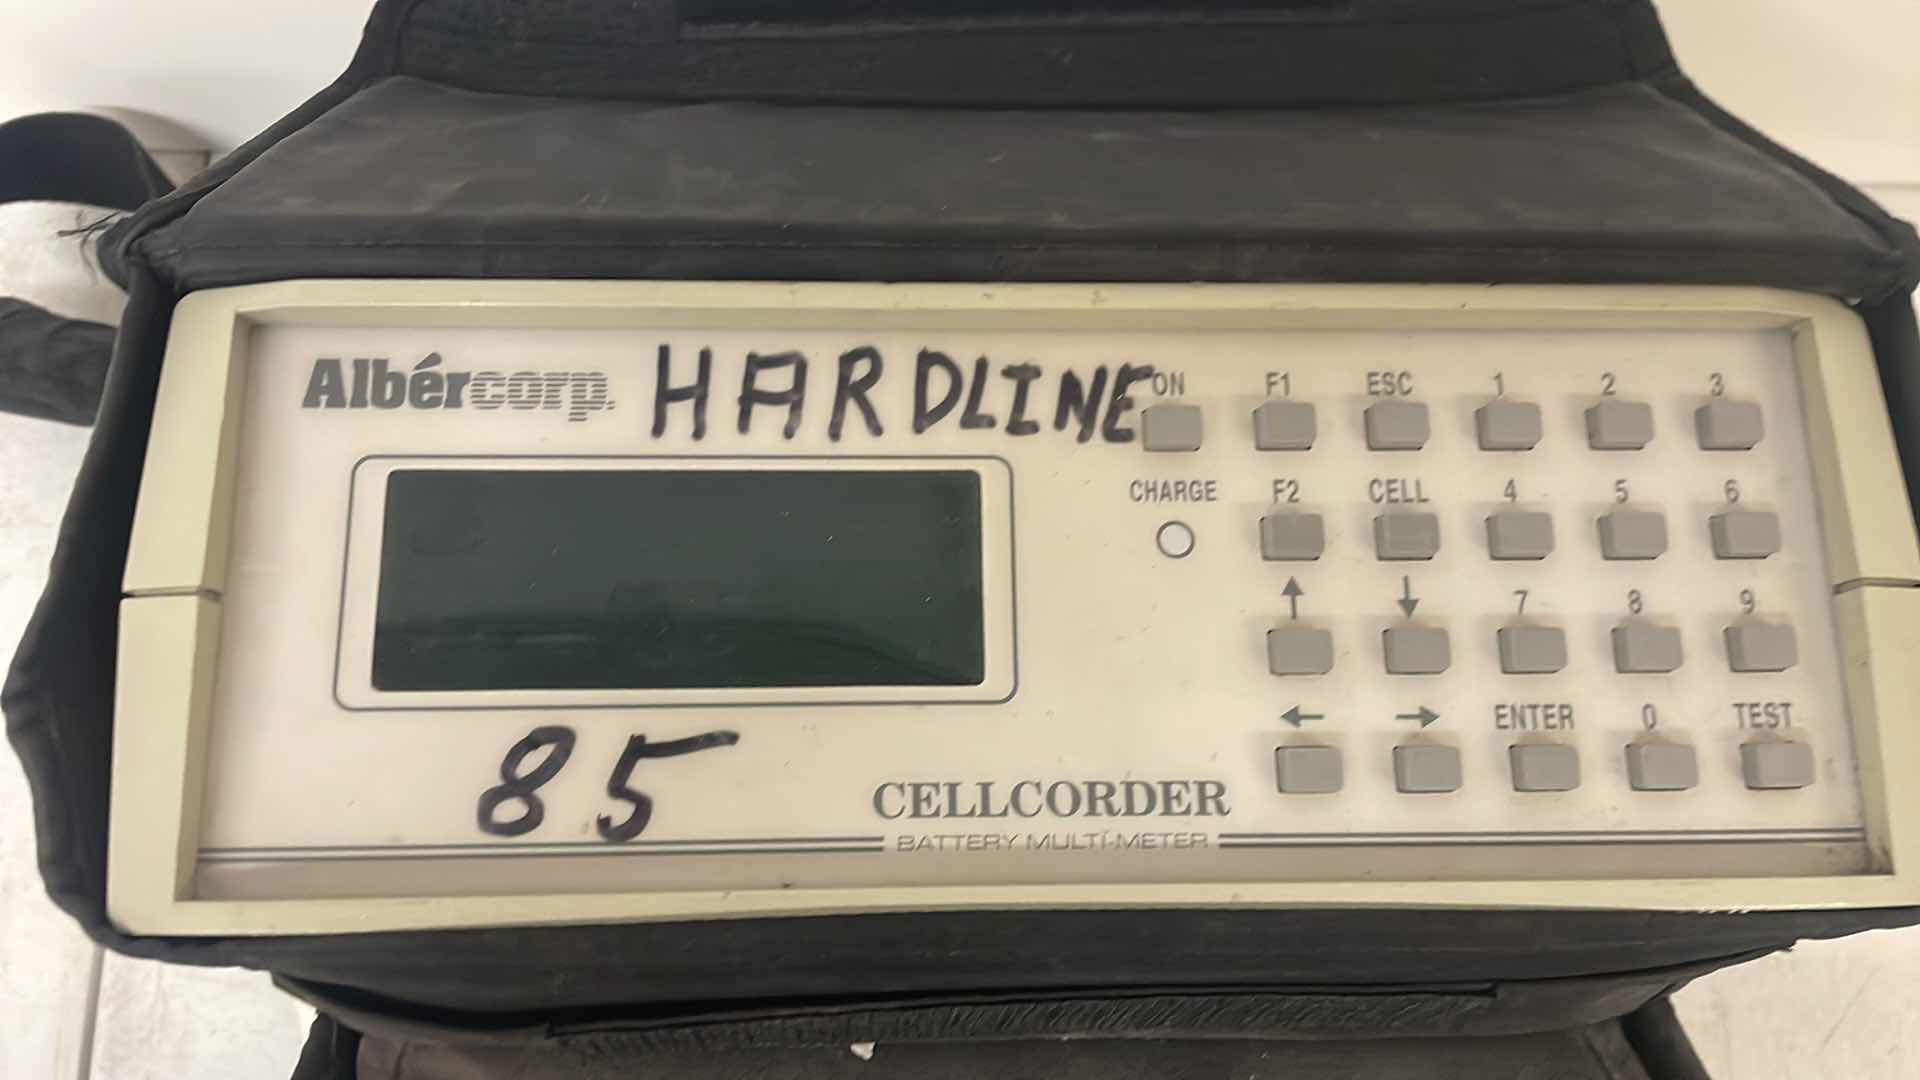 Albércorp. HARDLINE
ON F1 ESC 1 2 3
CHARGE F2 CELL 4 5 6
↑ ↓ 7 8 9
← → ENTER 0 TEST
85
CELLCORDER
BATTERY MULTI-METER